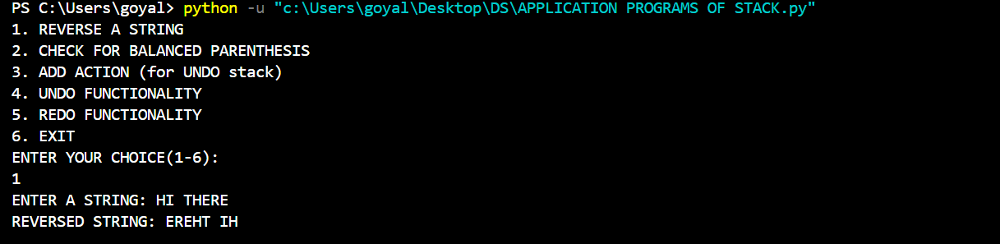 PS C:\Users\goyal> python -u "c:\Users\goyal\Desktop\DS\APPLICATION PROGRAMS OF STACK.py"
1. REVERSE A STRING
2. CHECK FOR BALANCED PARENTHESIS
3. ADD ACTION (for UNDO stack)
4. UNDO FUNCTIONALITY
5. REDO FUNCTIONALITY
6. EXIT
ENTER YOUR CHOICE(1-6):
1
ENTER A STRING: HI THERE
REVERSED STRING: EREHT IH